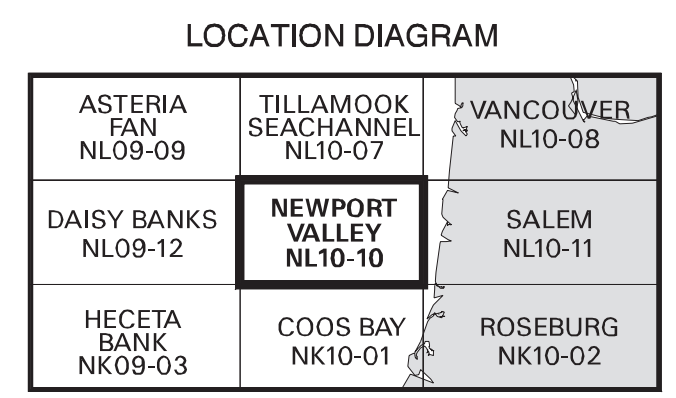 LOCATION DIAGRAM
ASTERIA
FAN
NL09-09
TILLAMOOK
SEACHANNEL
NL10-07
VANCOUVER
NL10-08
DAISY BANKS
NL09-12
NEWPORT
VALLEY
NL10-10
SALEM
NL10-11
HECETA
BANK
NK09-03
COOS BAY
NK10-01
ROSEBURG
NK10-02